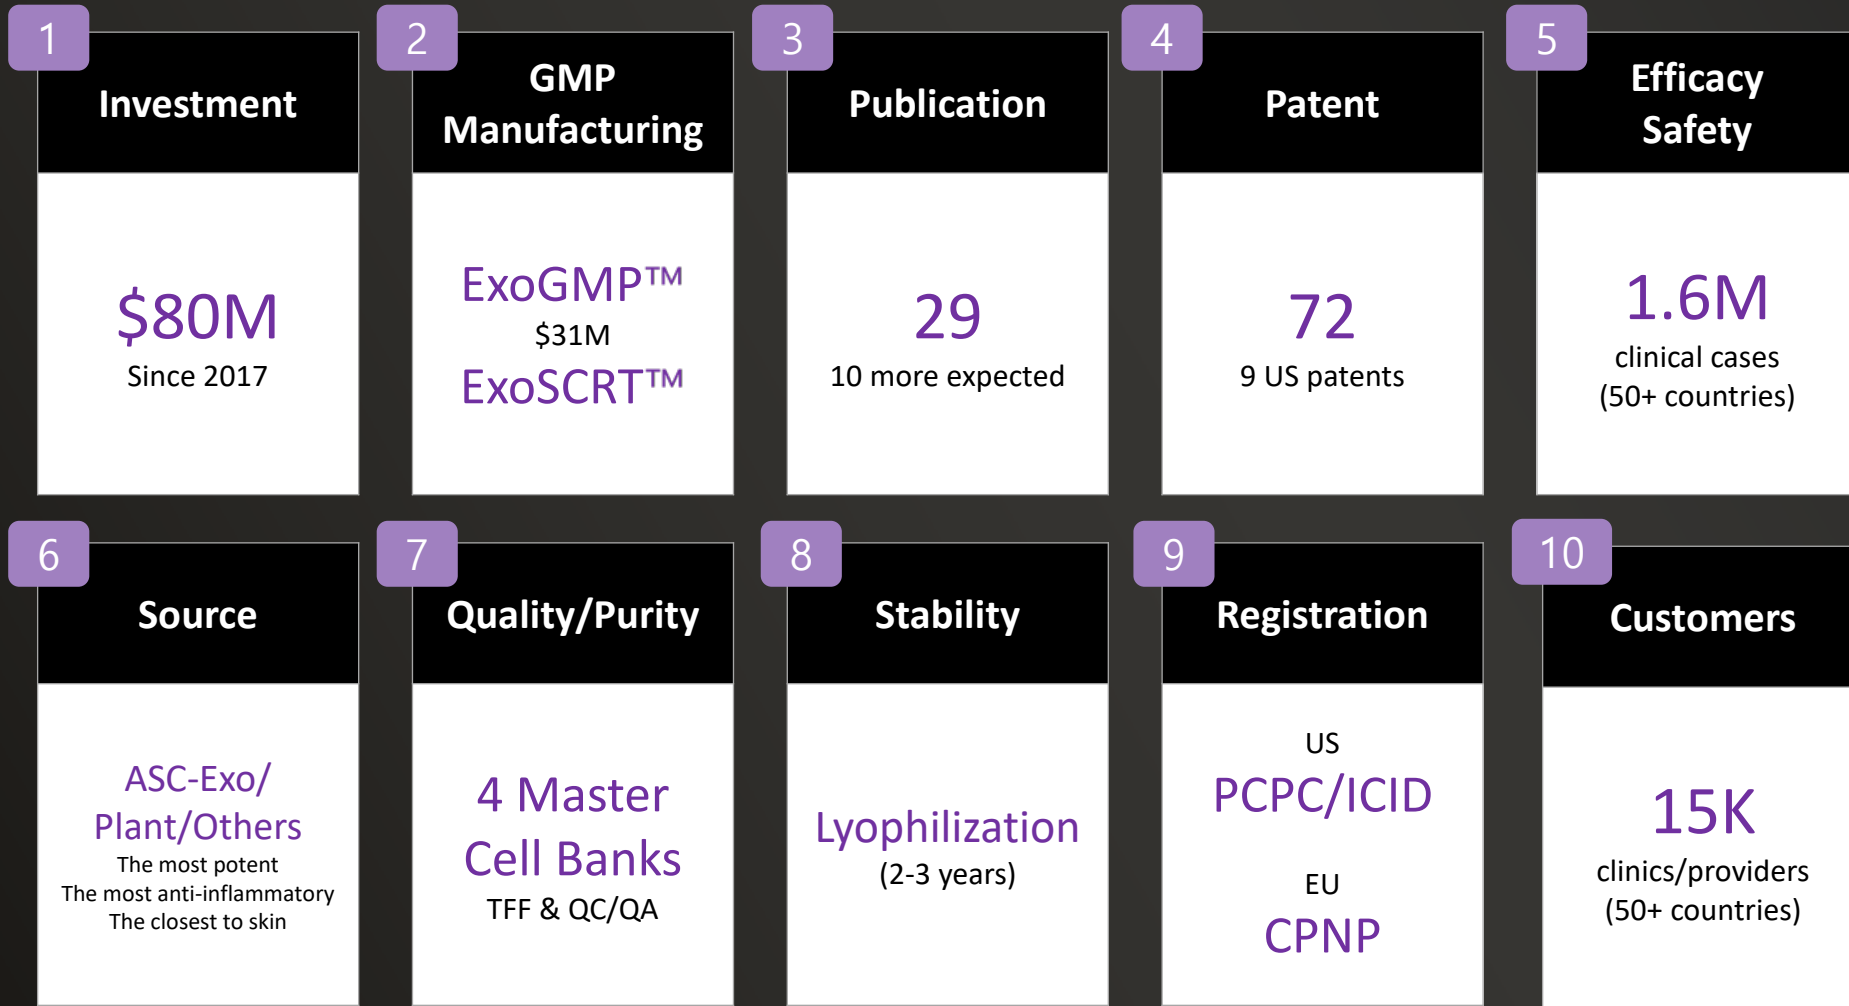 1
Investment
$80M
Since 2017
2
GMP
Manufacturing
ExoGMP™
$31M
ExoSCRT™
3
Publication
29
10 more expected
4
Patent
72
9 US patents
5
Efficacy
Safety
1.6M
clinical cases
(50+ countries)
6
Source
ASC-Exo/
Plant/Others
The most potent
The most anti-inflammatory
The closest to skin
7
Quality/Purity
4 Master
Cell Banks
TFF & QC/QA
8
Stability
Lyophilization
(2-3 years)
9
Registration
US
PCPC/ICID
EU
CPNP
10
Customers
15K
clinics/providers
(50+ countries)